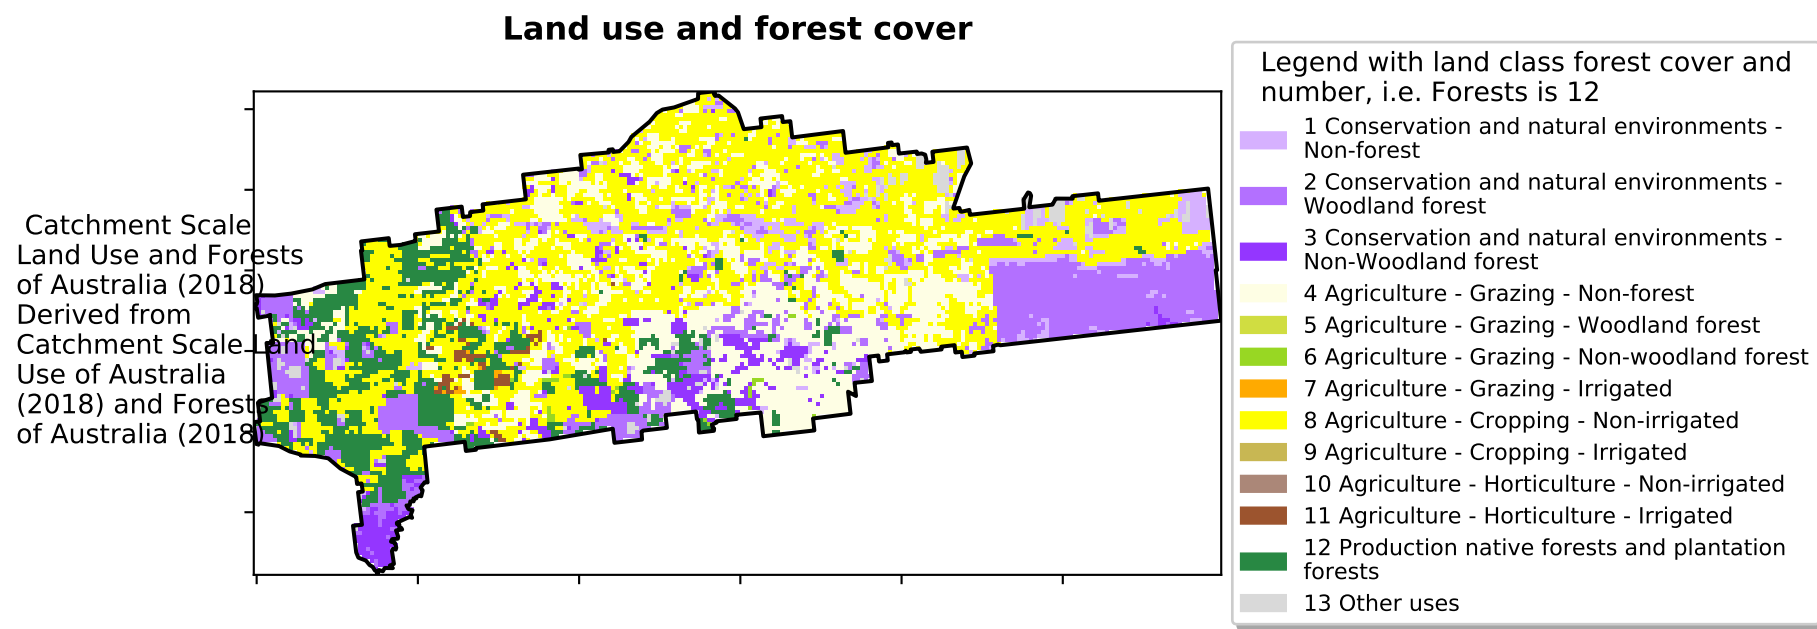 Land use and forest cover
Catchment Scale
Land Use and Forests
of Australia (2018)
Derived from
Catchment Scale Land
Use of Australia
(2018) and Forests
of Australia (2018)
Legend with land class forest cover and
number, i.e. Forests is 12
1 Conservation and natural environments -
Non-forest
2 Conservation and natural environments -
Woodland forest
3 Conservation and natural environments -
Non-Woodland forest
4 Agriculture - Grazing - Non-forest
5 Agriculture - Grazing - Woodland forest
6 Agriculture - Grazing - Non-woodland forest
7 Agriculture - Grazing - Irrigated
8 Agriculture - Cropping - Non-irrigated
9 Agriculture - Cropping - Irrigated
10 Agriculture - Horticulture - Non-irrigated
11 Agriculture - Horticulture - Irrigated
12 Production native forests and plantation
forests
13 Other uses